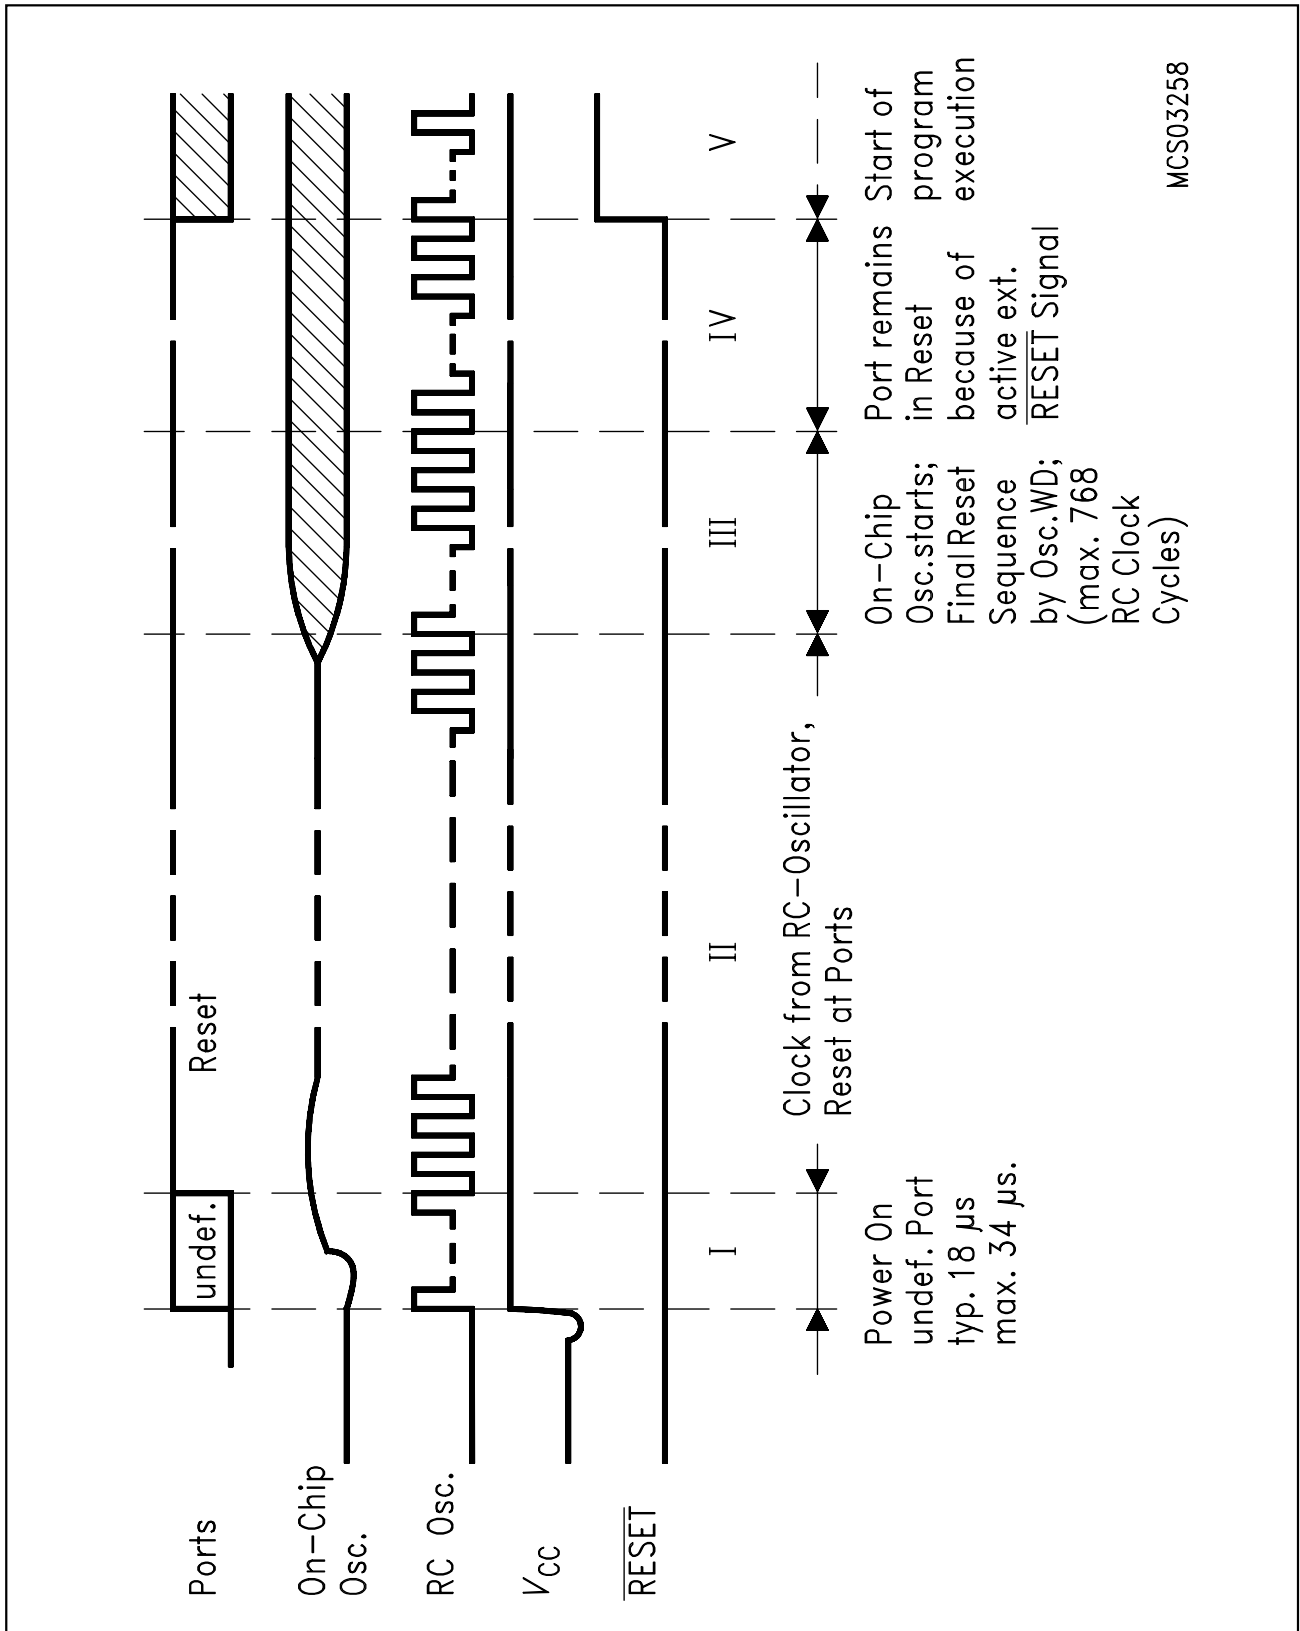 Ports
undef.
Reset
On-Chip
Osc.
RC Osc.
VCC
RESET
I
II
III
IV
V
Power On
undef. Port
typ. 18 µs
max. 34 µs.
Clock from RC-Oscillator,
Reset at Ports
On-Chip
Osc.starts;
Final Reset
Sequence
by Osc.WD;
(max. 768
RC Clock
Cycles)
Port remains
in Reset
because of
active ext.
RESET Signal
Start of
program
execution
MCS03258